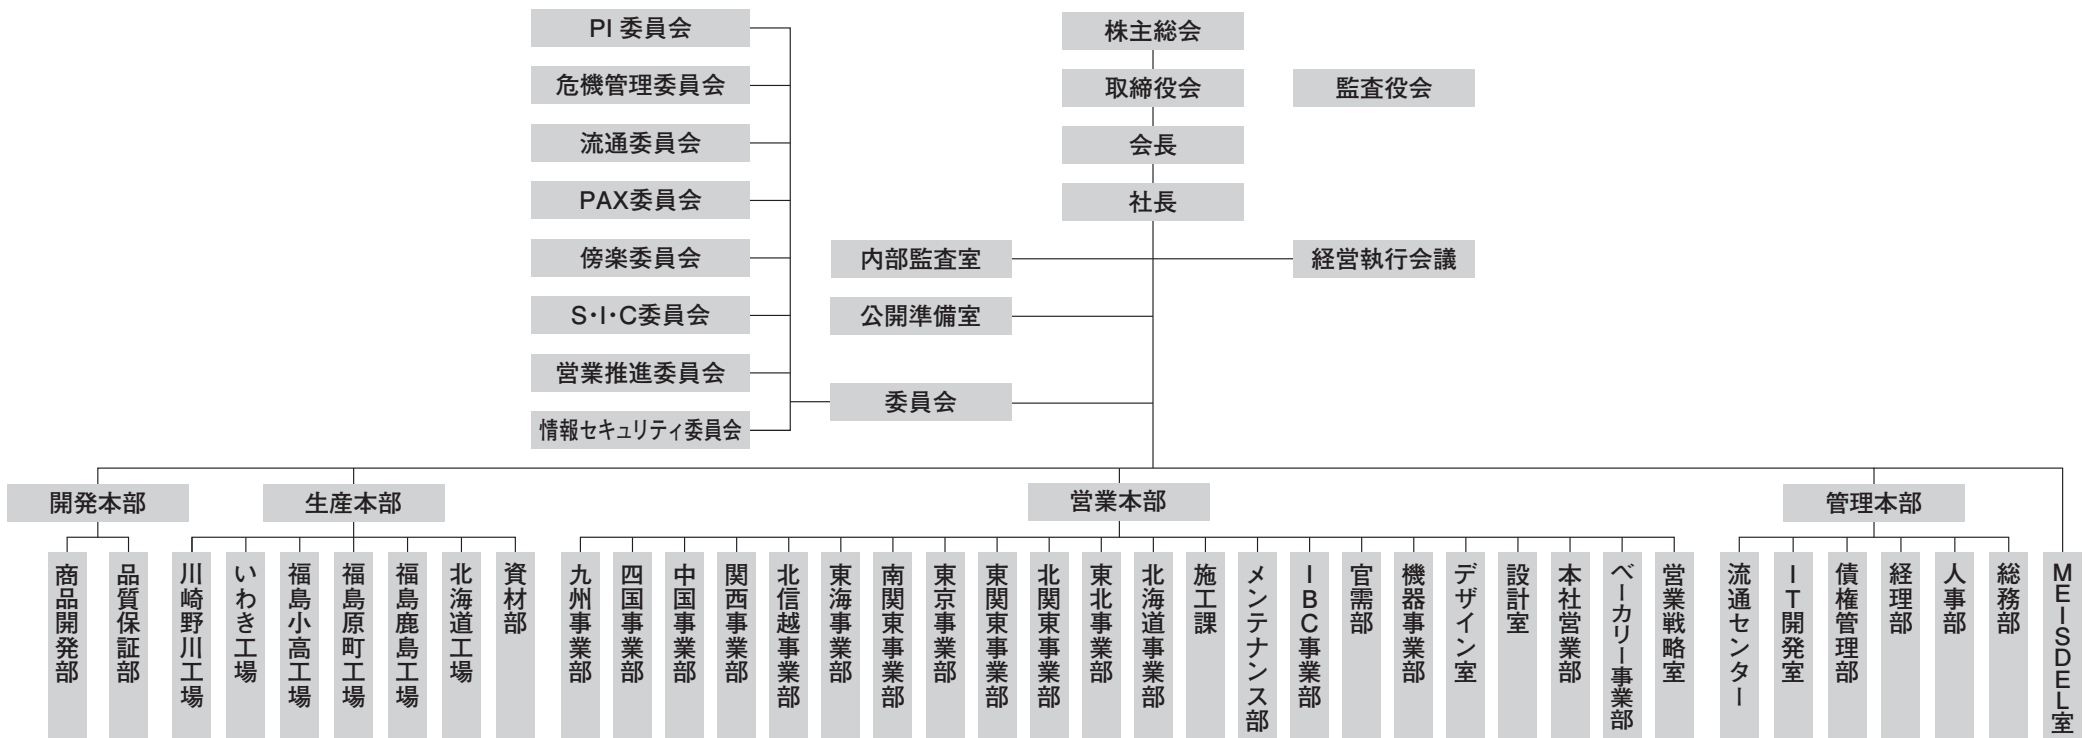 PI 委員会
危機管理委員会
流通委員会
PAX委員会
傍楽委員会
S・I・C委員会
営業推進委員会
情報セキュリティ委員会
株主総会
取締役会
監査役会
会長
社長
内部監査室
経営執行会議
公開準備室
委員会
開発本部
生産本部
営業本部
管理本部
商品開発部
品質保証部
川崎野川工場
いわき工場
福島小高工場
福島原町工場
福島鹿島工場
北海道工場
資材部
九州事業部
四国事業部
中国事業部
関西事業部
北信越事業部
東海事業部
南関東事業部
東京事業部
東関東事業部
北関東事業部
東北事業部
北海道事業部
施工課
メンテナンス部
IBC事業部
官需部
機器事業部
デザイン室
設計室
本社営業部
ベーカリー事業部
営業戦略室
流通センター
IT開発室
債権管理部
経理部
人事部
総務部
MEISDEL室